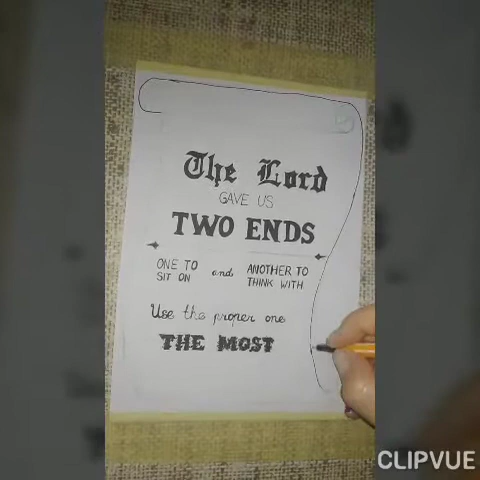 The Lord
GAVE US
TWO ENDS
ONE TO SIT ON and ANOTHER TO THINK WITH
Use the proper one
THE MOST
CLIPVUE